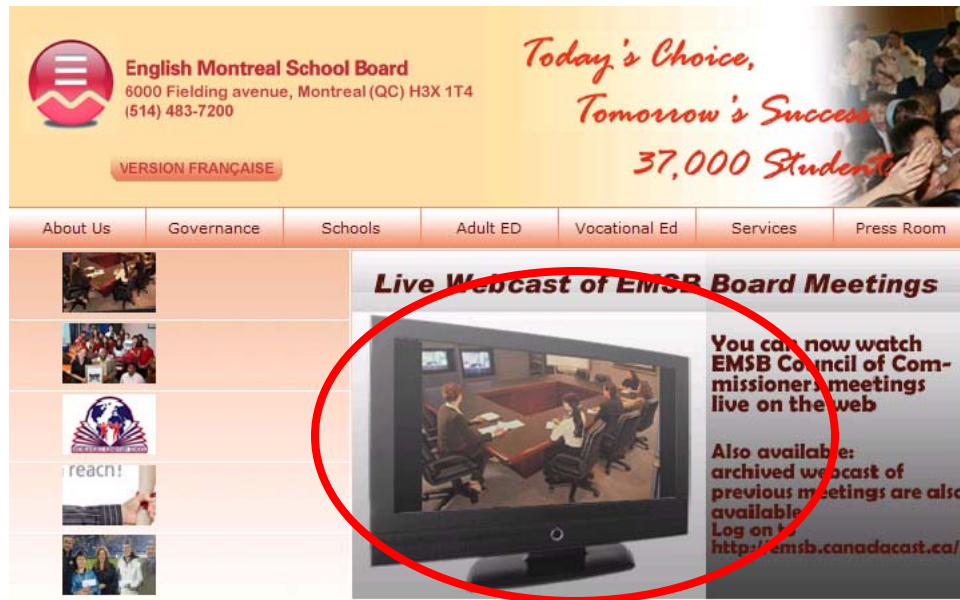 English Montreal School Board
6000 Fielding avenue, Montreal (QC) H3X 1T4
(514) 483-7200
VERSION FRANÇAISE
Today's Choice,
Tomorrow's Success
37,000 Students
About Us
Governance
Schools
Adult ED
Vocational Ed
Services
Press Room
reach!
Live Webcast of EMSB Board Meetings
You can now watch
EMSB Council of Com-
missioners meetings
live on the web
Also available:
archived webcast of
previous meetings are also
available
Log on to
http://emsb.canadacast.ca/